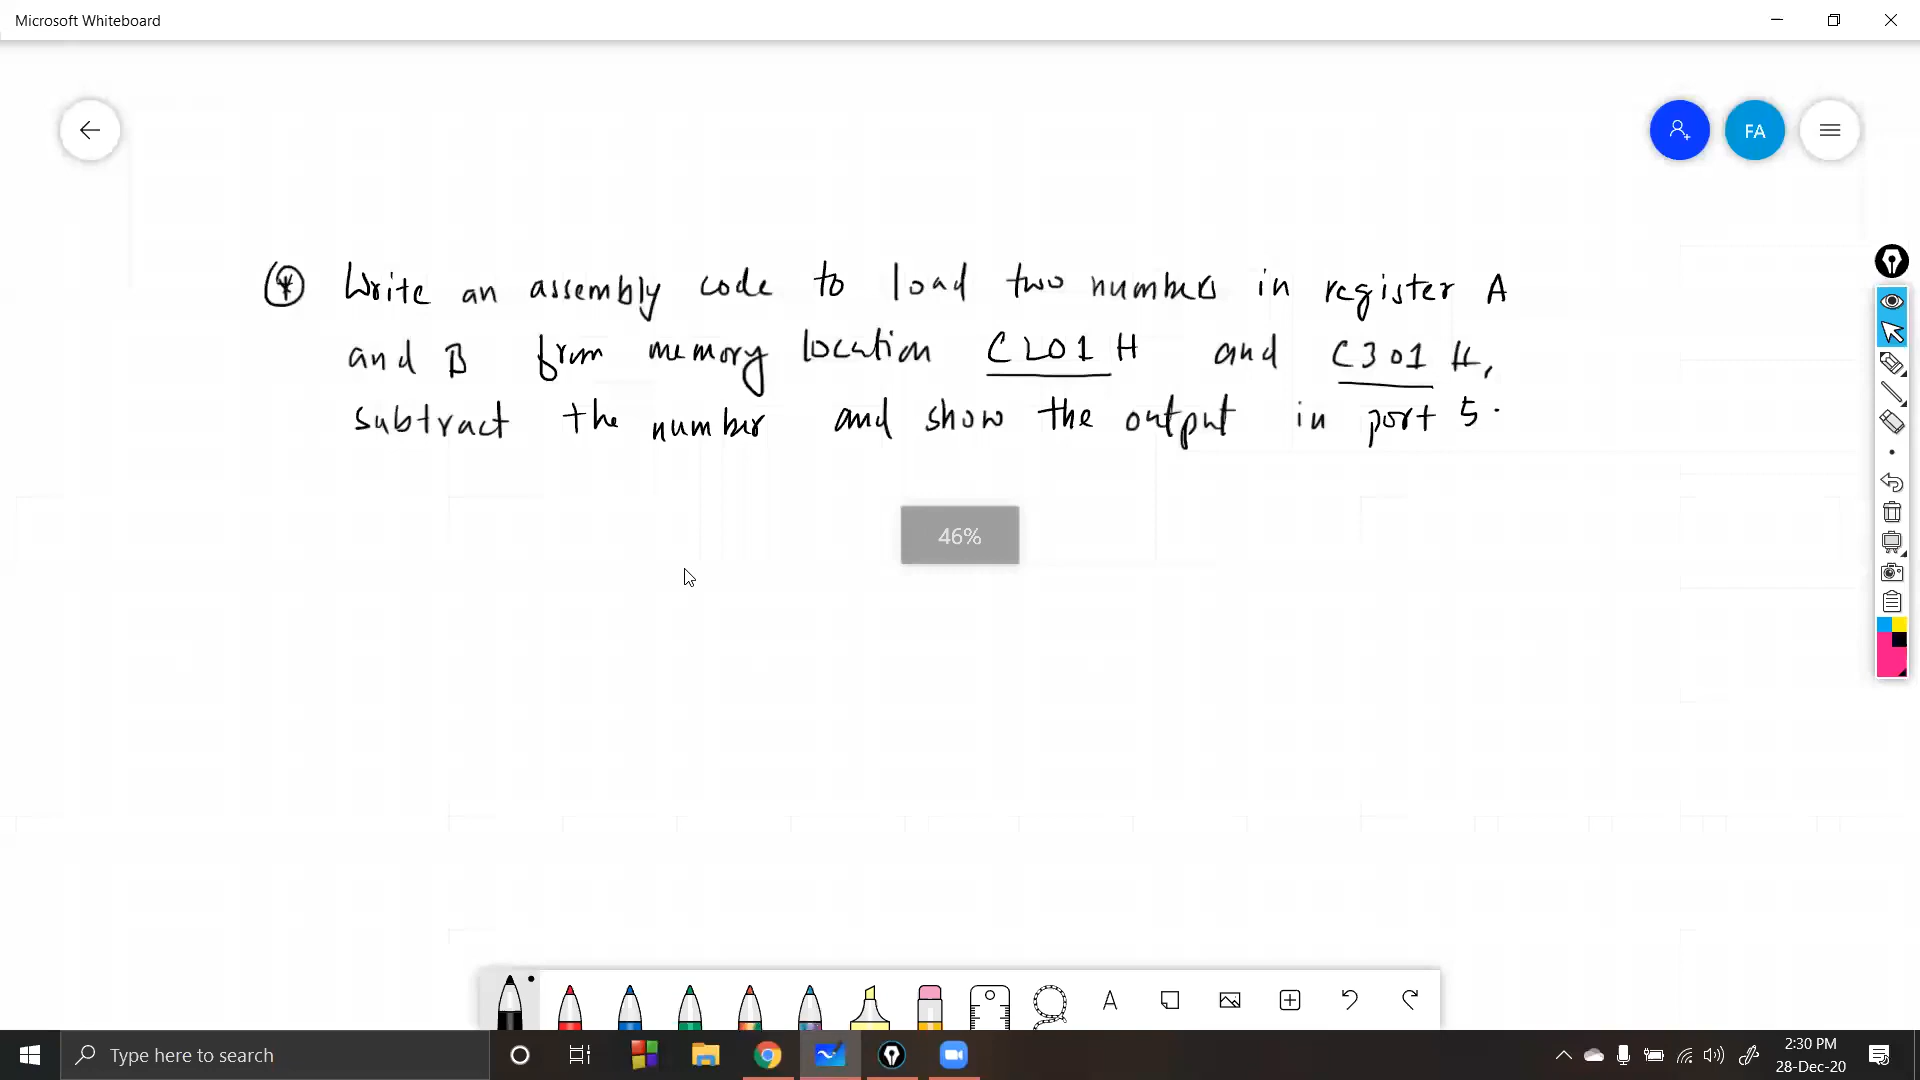 Microsoft Whiteboard
FA
Write an assembly code to load two numbers in register A
and B from memory location C201 H and C301 H,
subtract the number and show the output in port 5.
46%
A
Type here to search
2:30 PM
28-Dec-20